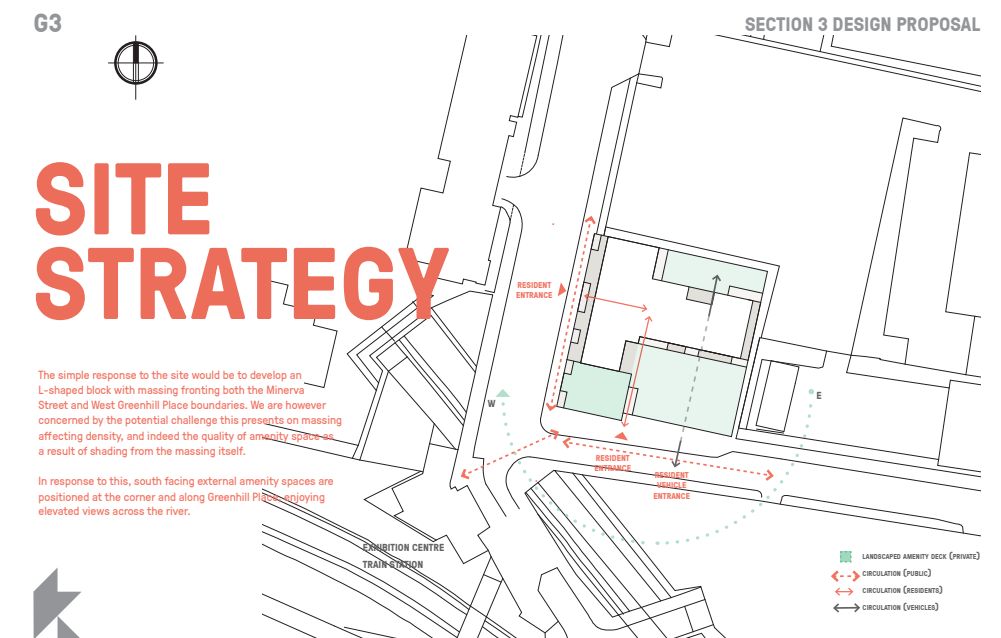 G3
SECTION 3 DESIGN PROPOSAL
SITE
STRATEGY
The simple response to the site would be to develop an
L-shaped block with massing fronting both the Minerva
Street and West Greenhill Place boundaries. We are however
concerned by the potential challenge this presents on massing
affecting density, and indeed the quality of amenity space as
a result of shading from the massing itself.
In response to this, south facing external amenity spaces are
positioned at the corner and along Greenhill Place enjoying
elevated views across the river.
RESIDENT
ENTRANCE
W
E
RESIDENT
ENTRANCE
RESIDENT
VEHICLE
ENTRANCE
EXHIBITION CENTRE
TRAIN STATION
LANDSCAPED AMENITY DECK (PRIVATE)
CIRCULATION (PUBLIC)
CIRCULATION (RESIDENTS)
CIRCULATION (VEHICLES)